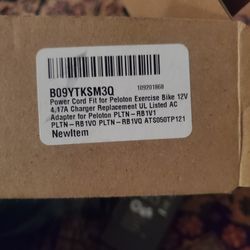 109201868
B09YTKSM3Q
Power Cord Fit for Peloton Exercise Bike 12V
4.17A Charger Replacement UL Listed AC
Adapter for Peloton PLTN-RB1V1
PLTN-RB1VO PLTN-RB1VQ ATS050TP121
NewItem